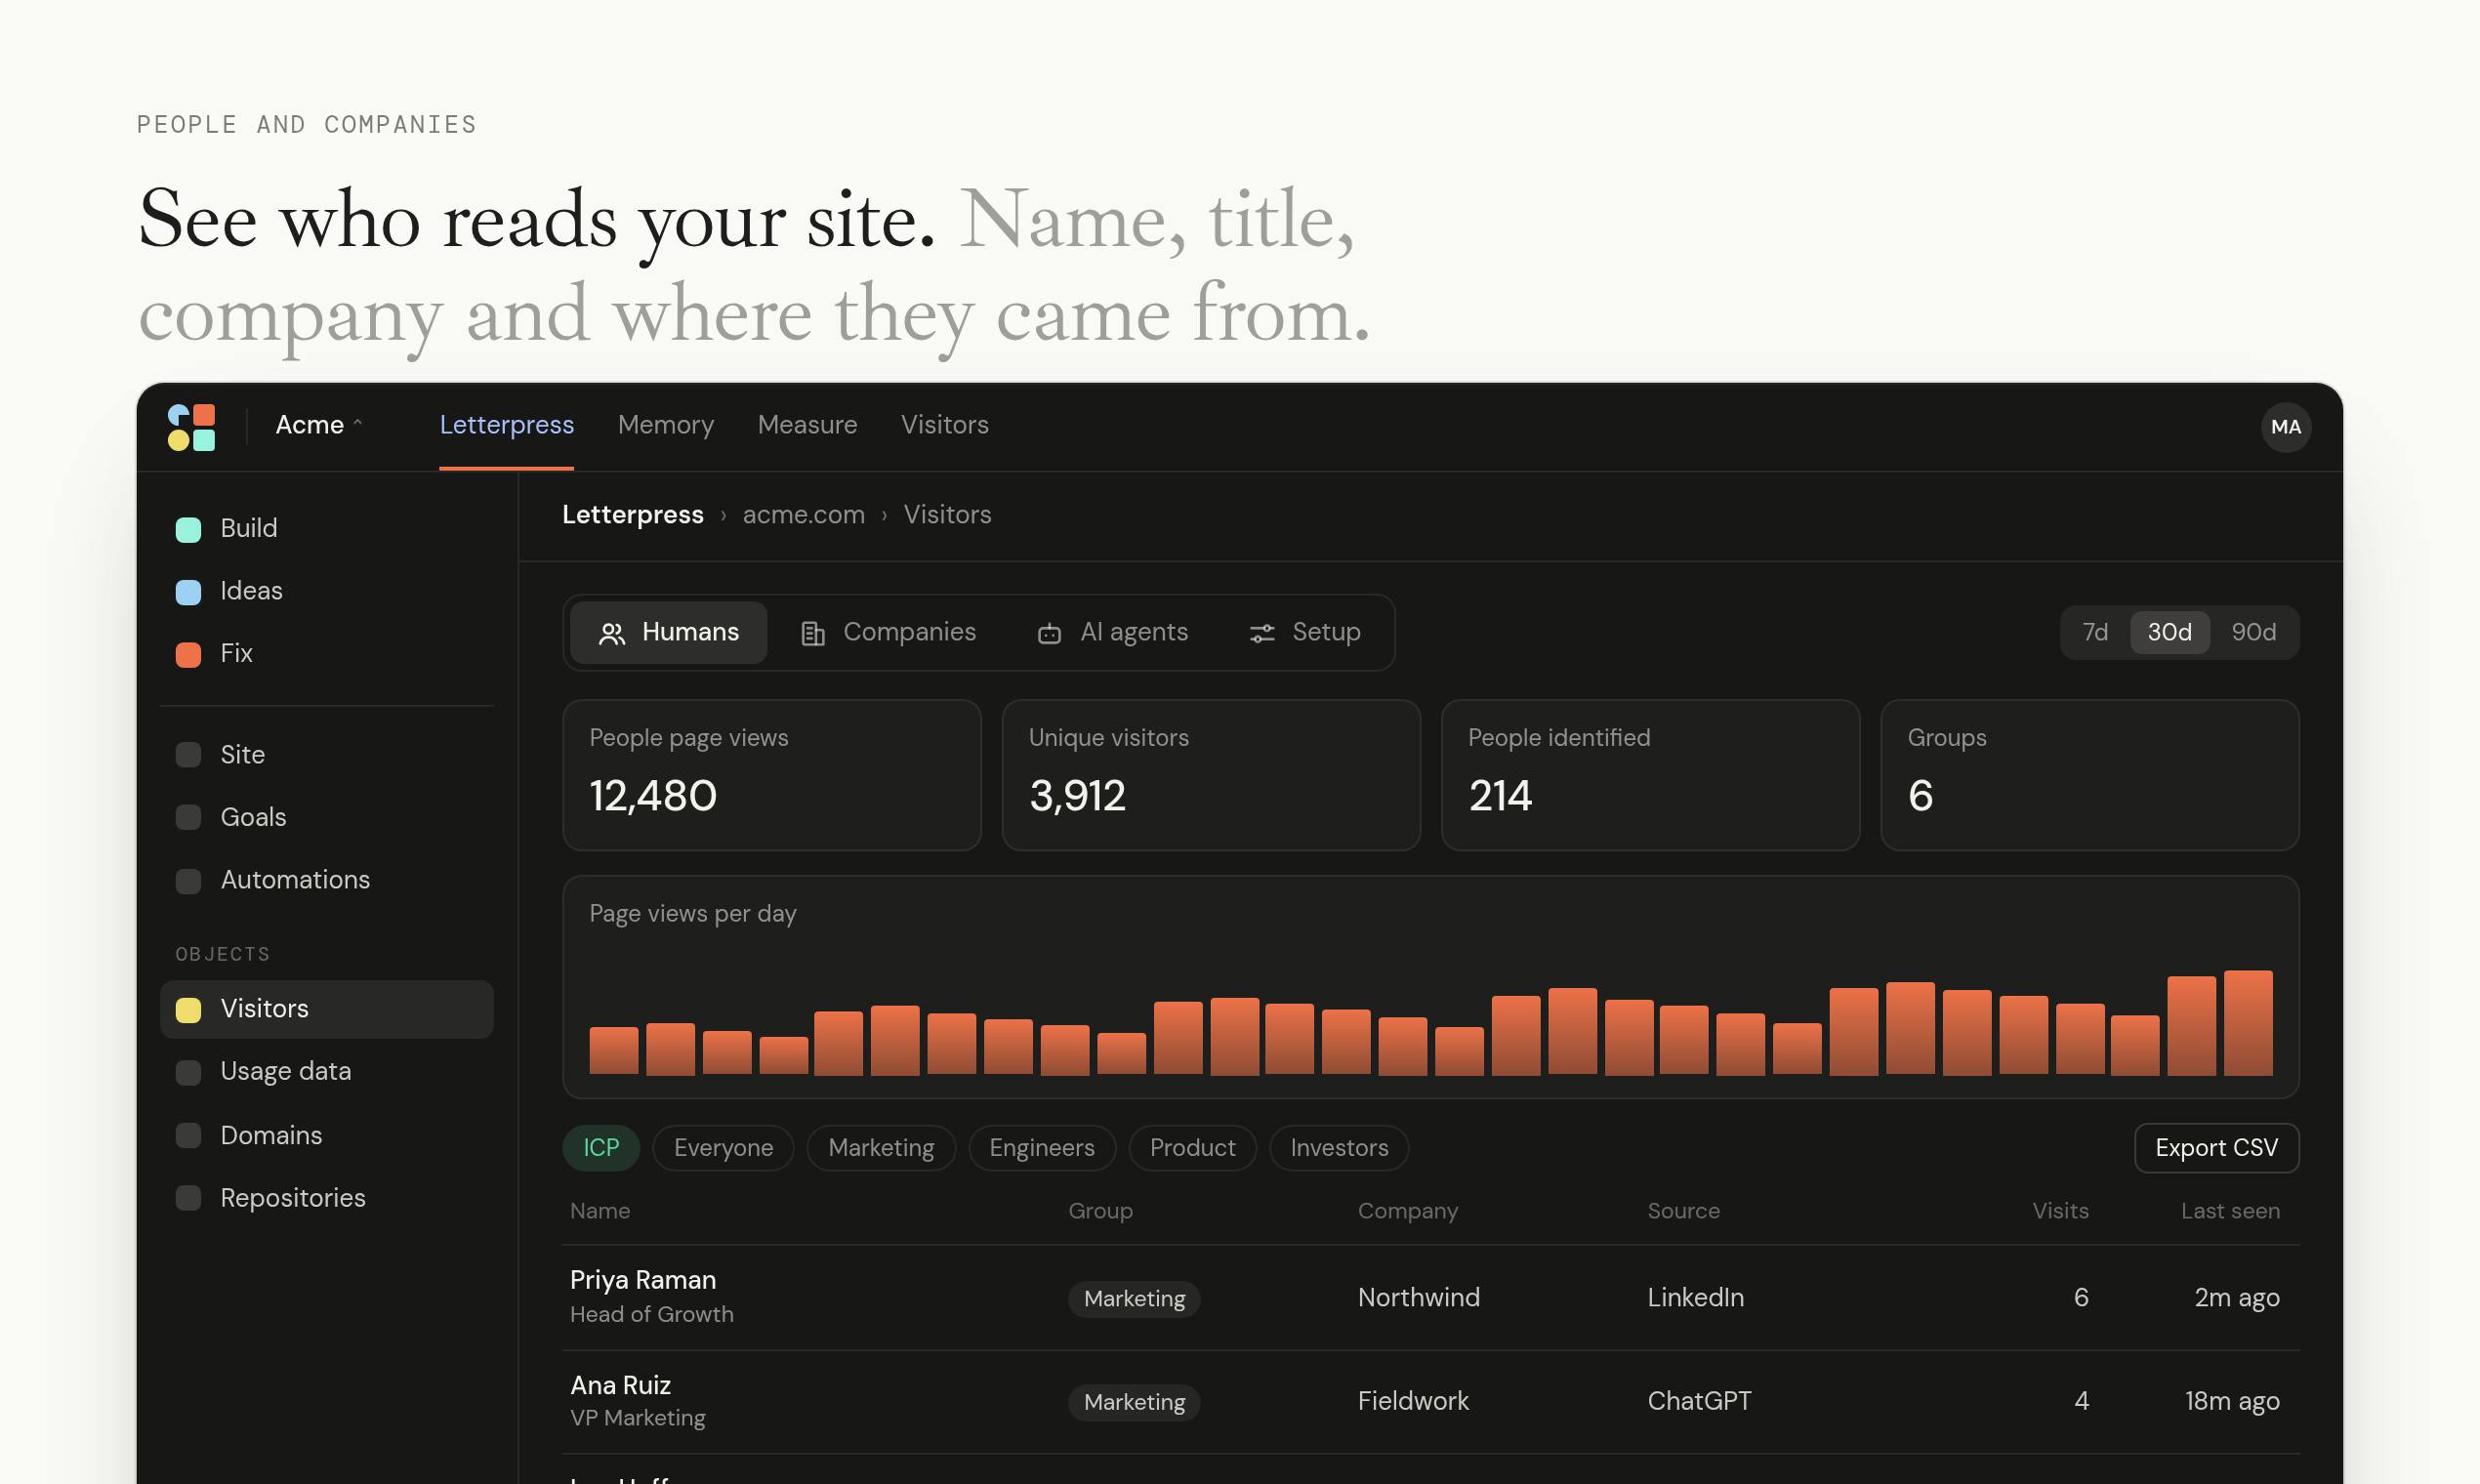 PEOPLE AND COMPANIES
See who reads your site. Name, title,
company and where they came from.
Acme
Letterpress
Memory
Measure
Visitors
MA
Build
Ideas
Fix
Site
Goals
Automations
OBJECTS
Visitors
Usage data
Domains
Repositories
Letterpress › acme.com › Visitors
Humans
Companies
AI agents
Setup
7d
30d
90d
People page views
12,480
Unique visitors
3,912
People identified
214
Groups
6
Page views per day
ICP
Everyone
Marketing
Engineers
Product
Investors
Export CSV
Name
Group
Company
Source
Visits
Last seen
Priya Raman
Head of Growth
Marketing
Northwind
LinkedIn
6
2m ago
Ana Ruiz
VP Marketing
Marketing
Fieldwork
ChatGPT
4
18m ago